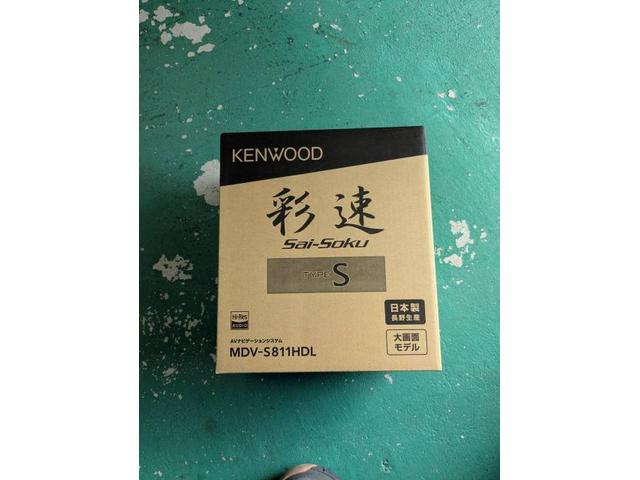 KENWOOD
彩速
Sai-Soku
TYPE S
Hi-Res
AUDIO
日本製
長野生産
AVナビゲーションシステム
MDV-S811HDL
大画面
モデル